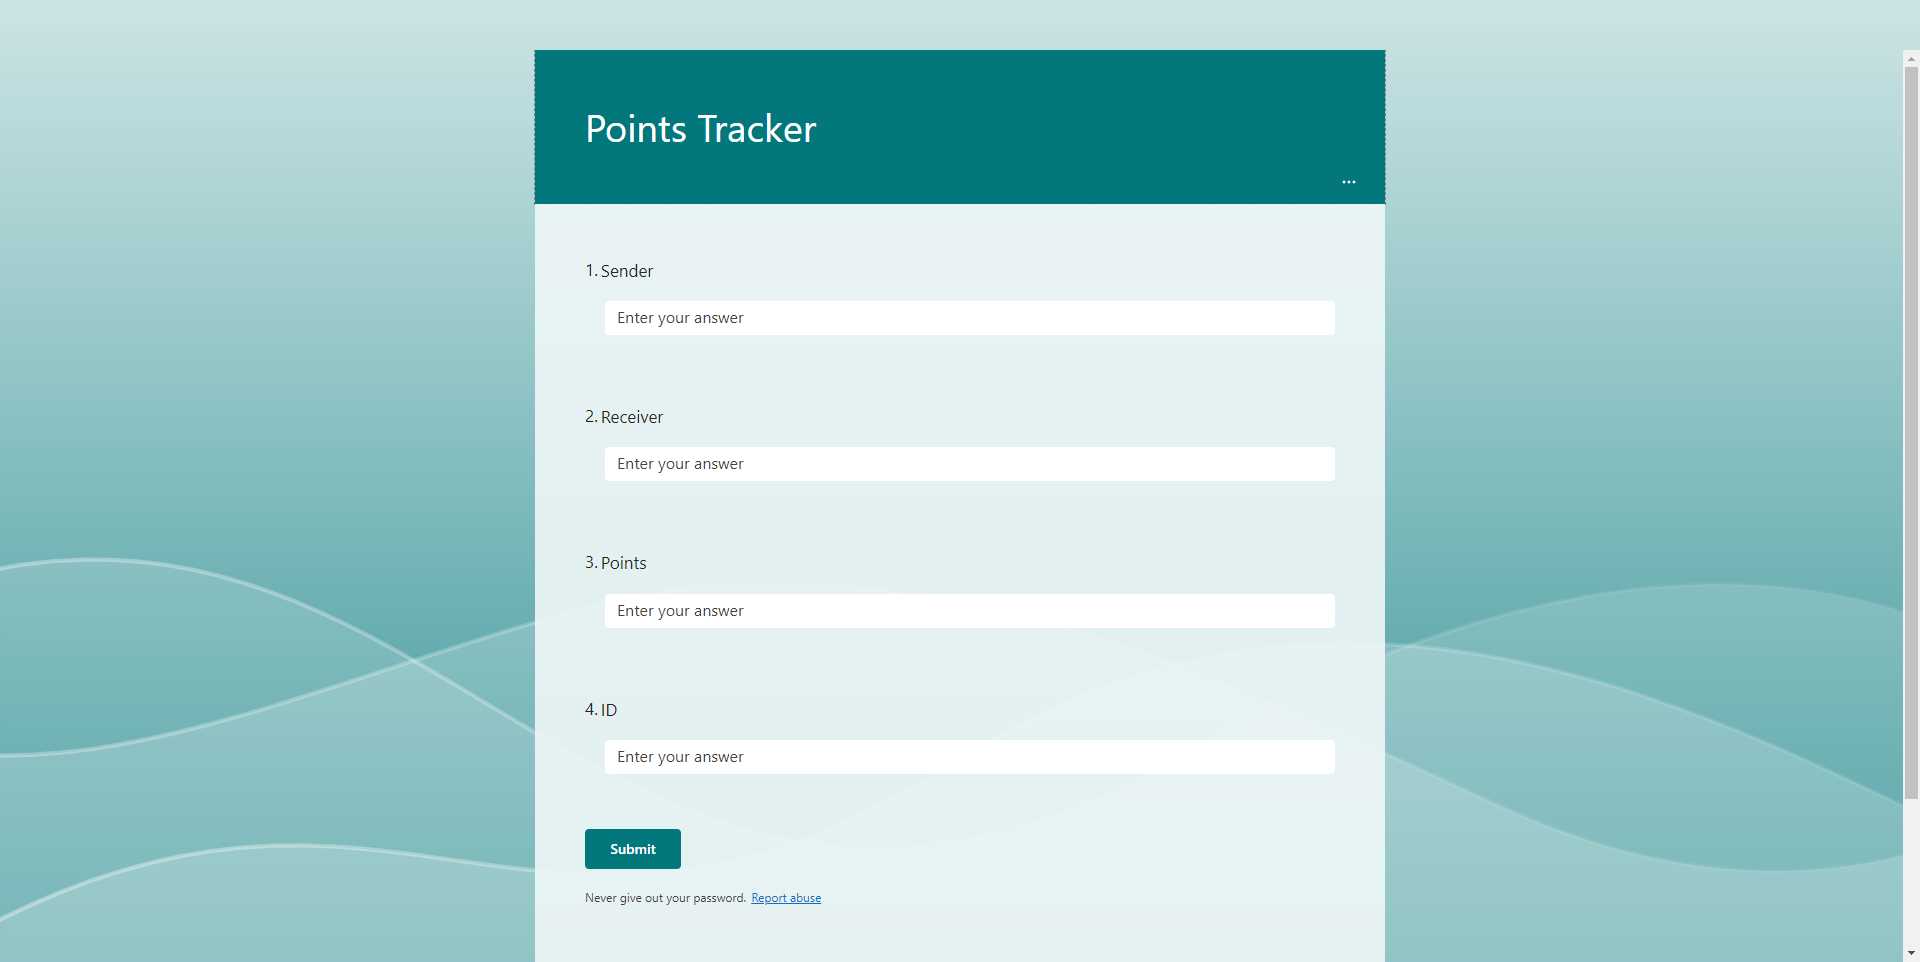 Points Tracker
...
1. Sender
Enter your answer
2. Receiver
Enter your answer
3. Points
Enter your answer
4. ID
Enter your answer
Submit
Never give out your password. Report abuse